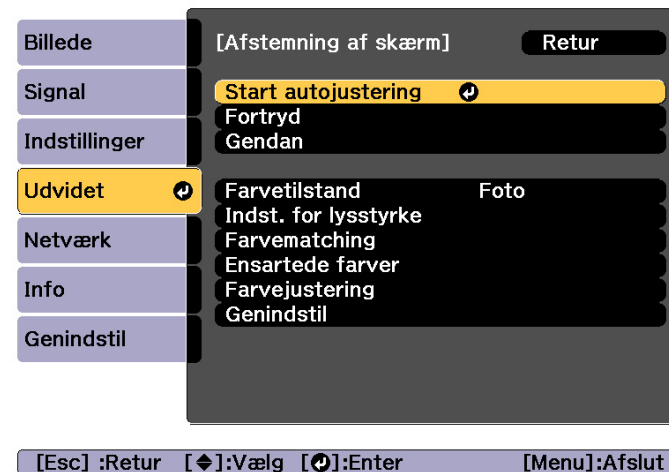 Billede
Signal
Indstillinger
Udvidet
Netværk
Info
Genindstil
[Afstemning af skærm] Retur
Start autojustering
Fortryd
Gendan
Farvetilstand Foto
Indst. for lysstyrke
Farvematching
Ensartede farver
Farvejustering
Genindstil
[Esc] :Retur [◆]:Vælg [↵]:Enter [Menu]:Afslut